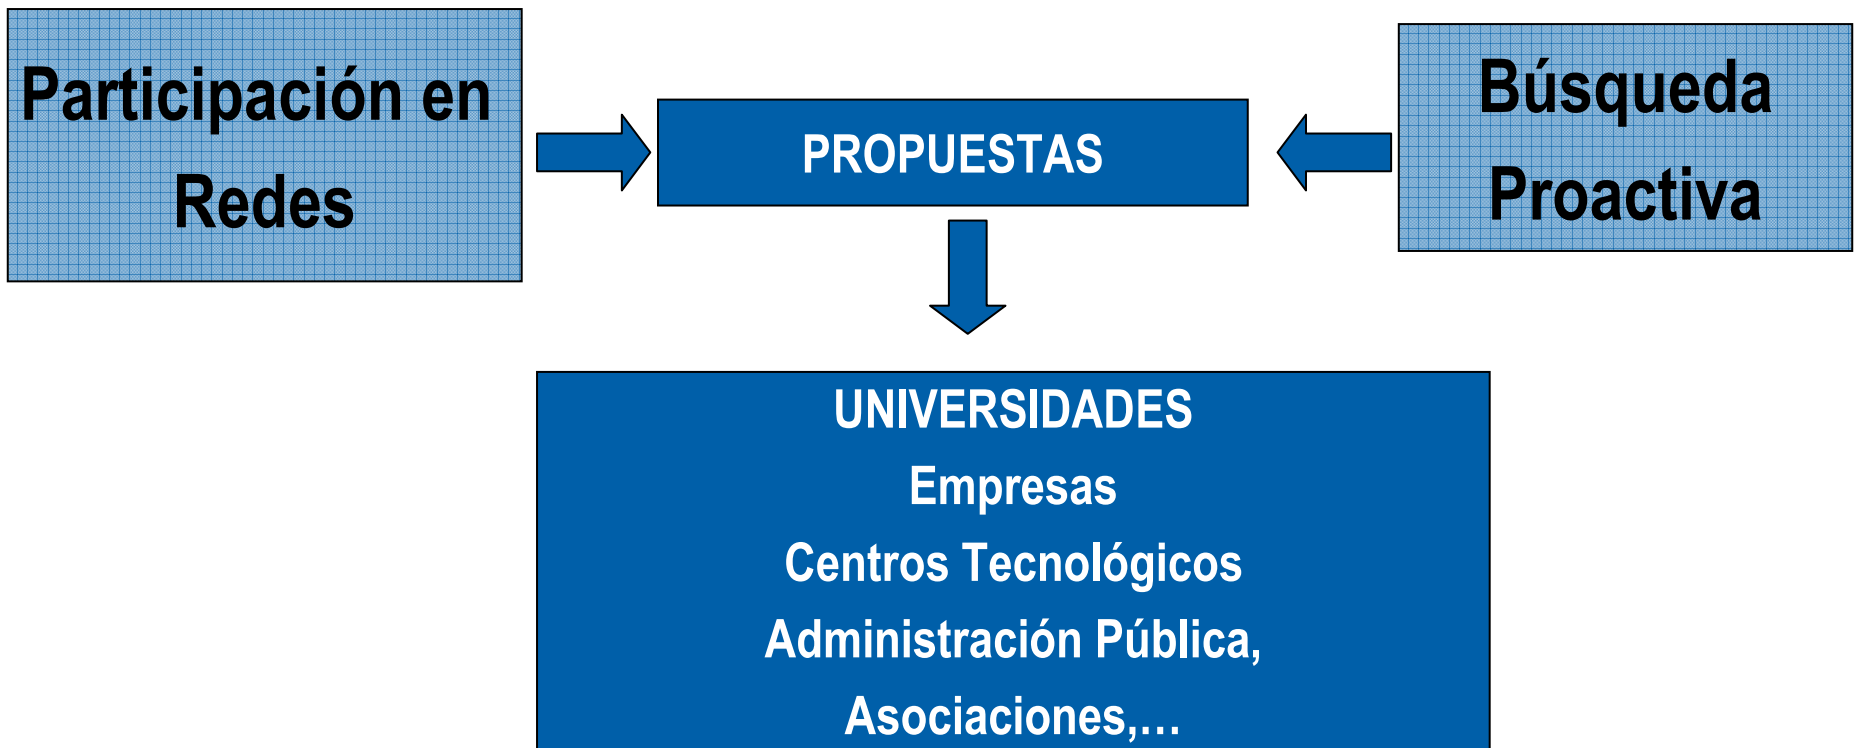 Participación en
Redes
PROPUESTAS
Búsqueda
Proactiva
UNIVERSIDADES
Empresas
Centros Tecnológicos
Administración Pública,
Asociaciones,…